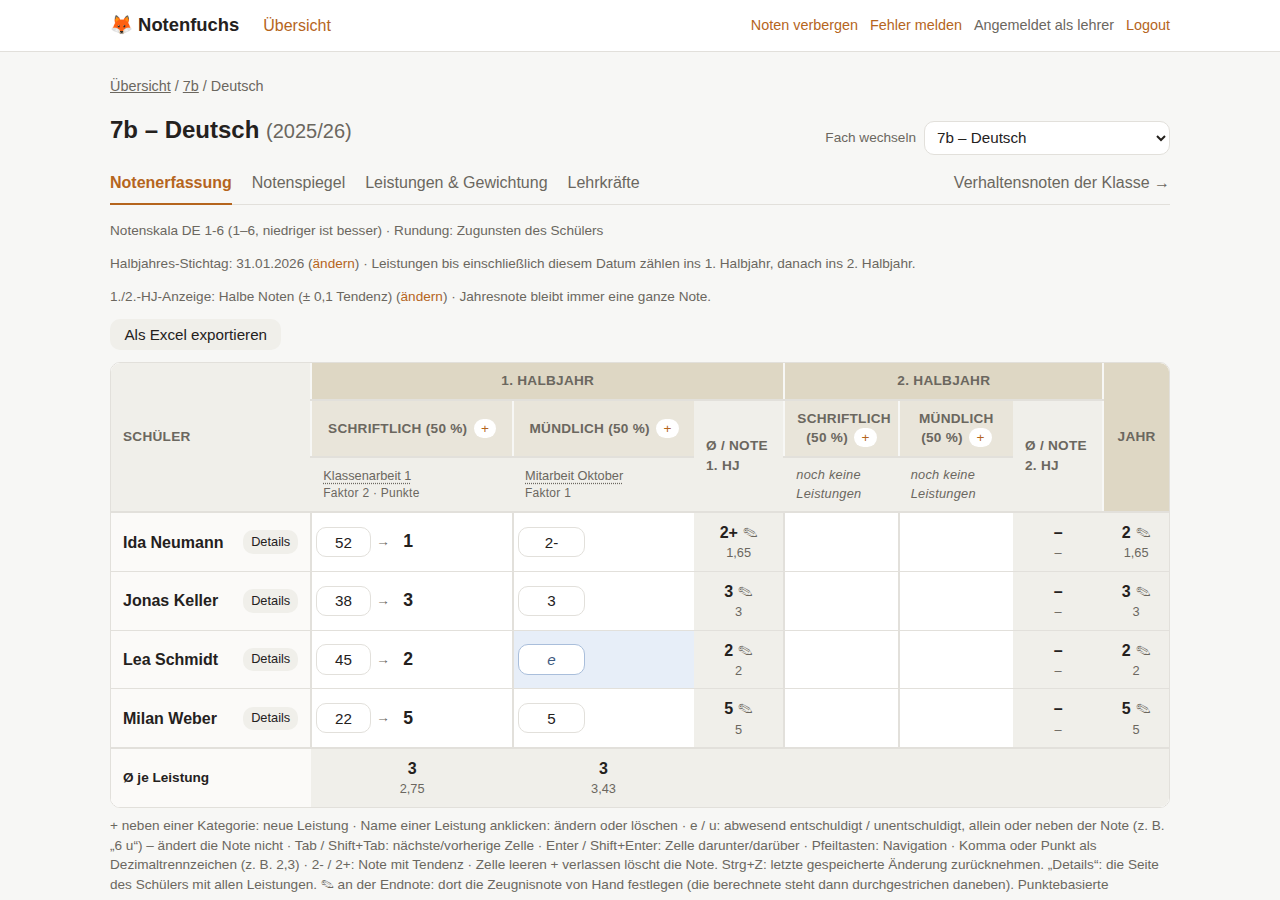 🦊 Notenfuchs Übersicht Noten verbergen Fehler melden Angemeldet als lehrer Logout
Übersicht / 7b / Deutsch
7b – Deutsch (2025/26)
Fach wechseln 7b – Deutsch
Notenerfassung Notenspiegel Leistungen & Gewichtung Lehrkräfte Verhaltensnoten der Klasse →
Notenskala DE 1-6 (1–6, niedriger ist besser) · Rundung: Zugunsten des Schülers
Halbjahres-Stichtag: 31.01.2026 (ändern) · Leistungen bis einschließlich diesem Datum zählen ins 1. Halbjahr, danach ins 2. Halbjahr.
1./2.-HJ-Anzeige: Halbe Noten (± 0,1 Tendenz) (ändern) · Jahresnote bleibt immer eine ganze Note.
Als Excel exportieren
1. HALBJAHR 2. HALBJAHR
SCHÜLER SCHRIFTLICH (50 %) + MÜNDLICH (50 %) + Ø / NOTE 1. HJ SCHRIFTLICH (50 %) + MÜNDLICH (50 %) + Ø / NOTE 2. HJ JAHR
Klassenarbeit 1 Mitarbeit Oktober noch keine Leistungen noch keine Leistungen
Faktor 2 · Punkte Faktor 1
Ida Neumann Details 52 → 1 2- 2+ ✎ – 2 ✎
1,65 – 1,65
Jonas Keller Details 38 → 3 3 3 ✎ – 3 ✎
3 – 3
Lea Schmidt Details 45 → 2 e 2 ✎ – 2 ✎
2 – 2
Milan Weber Details 22 → 5 5 5 ✎ – 5 ✎
5 – 5
Ø je Leistung 3 3
2,75 3,43
+ neben einer Kategorie: neue Leistung · Name einer Leistung anklicken: ändern oder löschen · e / u: abwesend entschuldigt / unentschuldigt, allein oder neben der Note (z. B.
„6 u“) – ändert die Note nicht · Tab / Shift+Tab: nächste/vorherige Zelle · Enter / Shift+Enter: Zelle darunter/darüber · Pfeiltasten: Navigation · Komma oder Punkt als
Dezimaltrennzeichen (z. B. 2,3) · 2- / 2+: Note mit Tendenz · Zelle leeren + verlassen löscht die Note. Strg+Z: letzte gespeicherte Änderung zurücknehmen. „Details“: die Seite
des Schülers mit allen Leistungen. ✎ an der Endnote: dort die Zeugnisnote von Hand festlegen (die berechnete steht dann durchgestrichen daneben). Punktebasierte